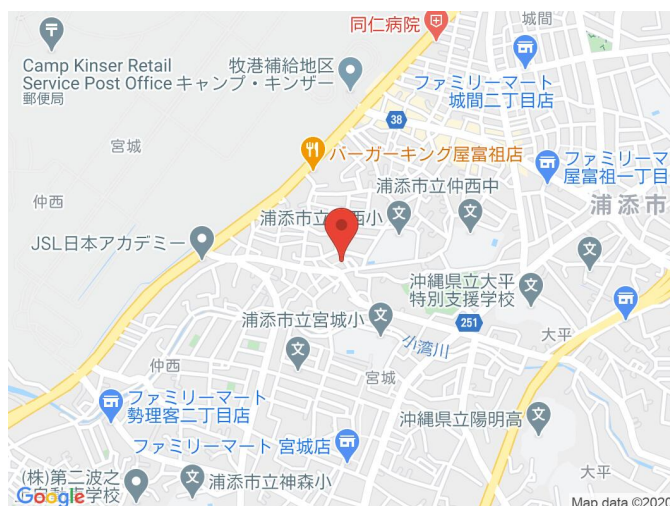 同仁病院
城間
Camp Kinser Retail
Service Post Office キャンプ・キンザー
郵便局
牧港補給地区
ファミリーマート
城間二丁目店
38
宮城
バーガーキング屋富祖店
ファミリーマ
屋富祖一丁目
仲西
浦添市立仲西中
浦添市
JSL日本アカデミー
沖縄県立大平
特別支援学校
浦添市立宮城小
251
大平
小湾川
仲西
宮城
ファミリーマート
勢理客二丁目店
沖縄県立陽明高
ファミリーマート 宮城店
大平
(株)第二波之
浦添市立神森小
Google
Map data ©2020